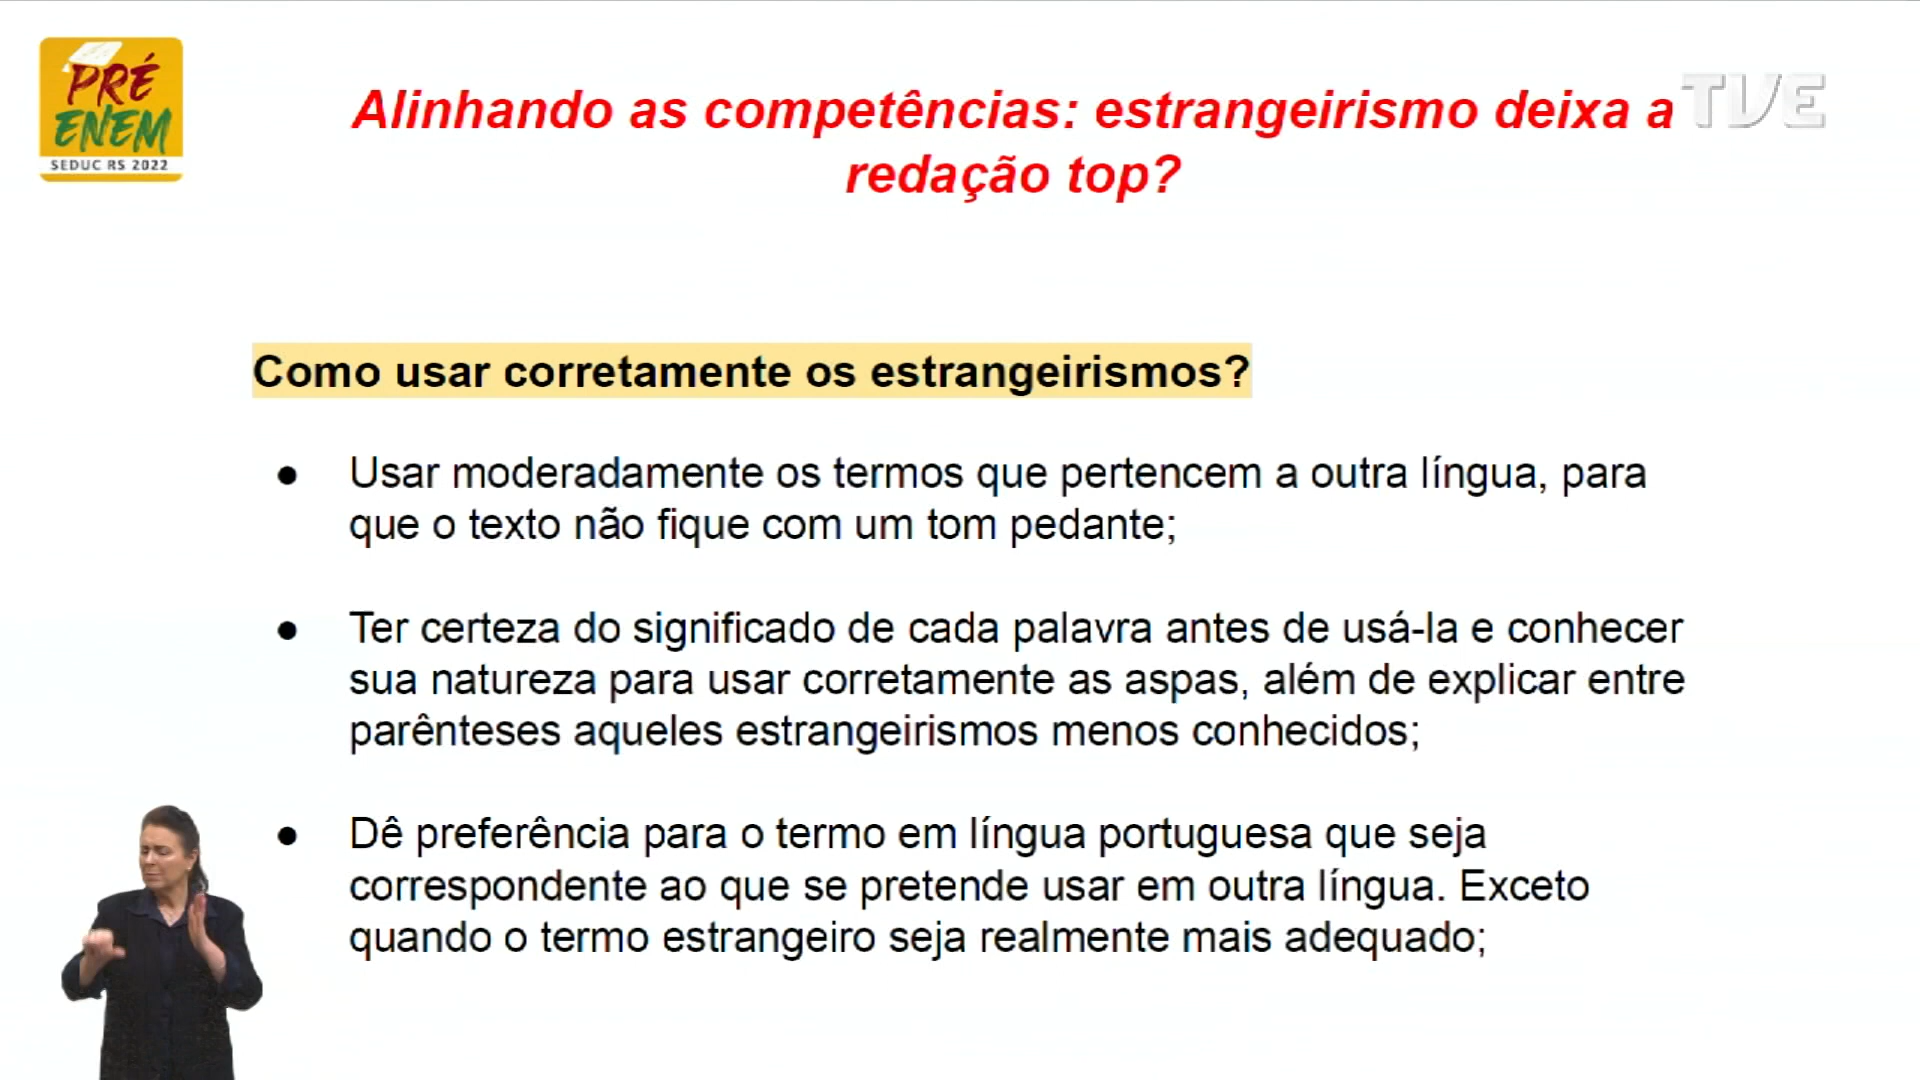 PRÉ
ENEM
SEDUC RS 2022
TVE
Alinhando as competências: estrangeirismo deixa a
redação top?
Como usar corretamente os estrangeirismos?
● Usar moderadamente os termos que pertencem a outra língua, para
que o texto não fique com um tom pedante;
● Ter certeza do significado de cada palavra antes de usá-la e conhecer
sua natureza para usar corretamente as aspas, além de explicar entre
parênteses aqueles estrangeirismos menos conhecidos;
● Dê preferência para o termo em língua portuguesa que seja
correspondente ao que se pretende usar em outra língua. Exceto
quando o termo estrangeiro seja realmente mais adequado;